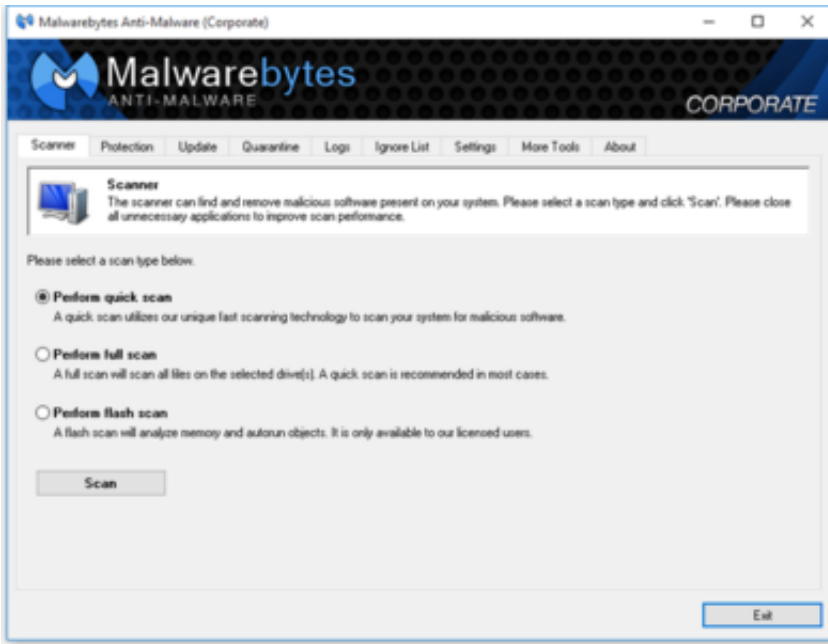 Malwarebytes Anti-Malware (Corporate)
Malwarebytes
ANTI-MALWARE
CORPORATE
Scanner Protection Update Quarantine Logs Ignore List Settings More Tools About
Scanner
The scanner can find and remove malicious software present on your system. Please select a scan type and click 'Scan'. Please close
all unnecessary applications to improve scan performance.
Please select a scan type below.
Perform quick scan
A quick scan utilizes our unique fast scanning technology to scan your system for malicious software.
Perform full scan
A full scan will scan all files on the selected drive(s). A quick scan is recommended in most cases.
Perform flash scan
A flash scan will analyze memory and autorun objects. It is only available to our licensed users.
Scan
Exit